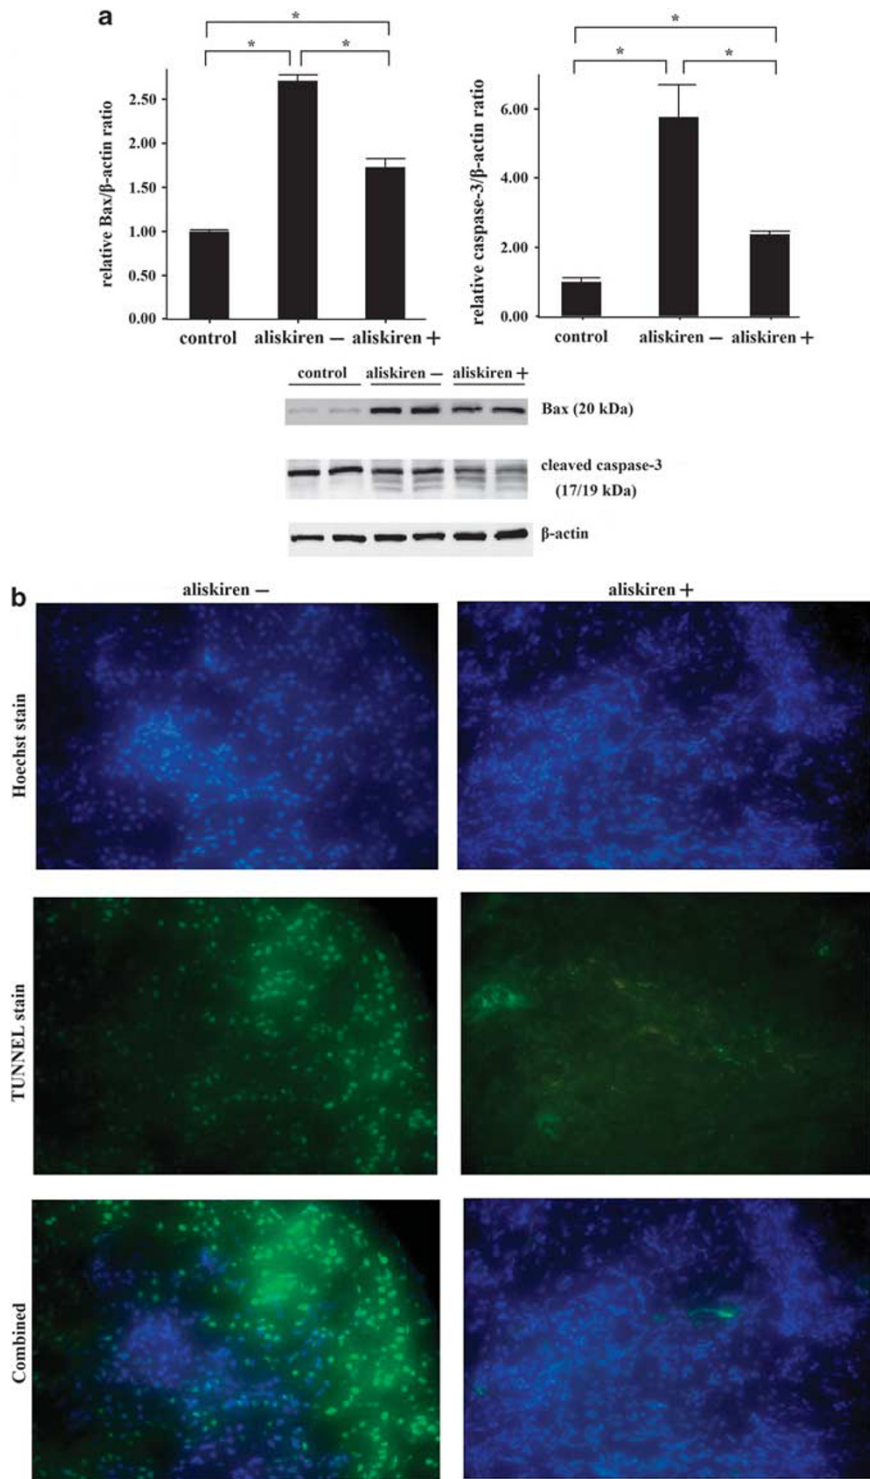 a
*
*
*
relative Bax/β-actin ratio
2.50
2.00
1.50
1.00
0.50
0.00
control
aliskiren −
aliskiren +
*
*
*
relative caspase-3/β-actin ratio
6.00
4.00
2.00
0.00
control
aliskiren −
aliskiren +
control
aliskiren −
aliskiren +
Bax (20 kDa)
cleaved caspase-3
(17/19 kDa)
β-actin
b
aliskiren −
aliskiren +
Hoechst stain
TUNNEL stain
Combined